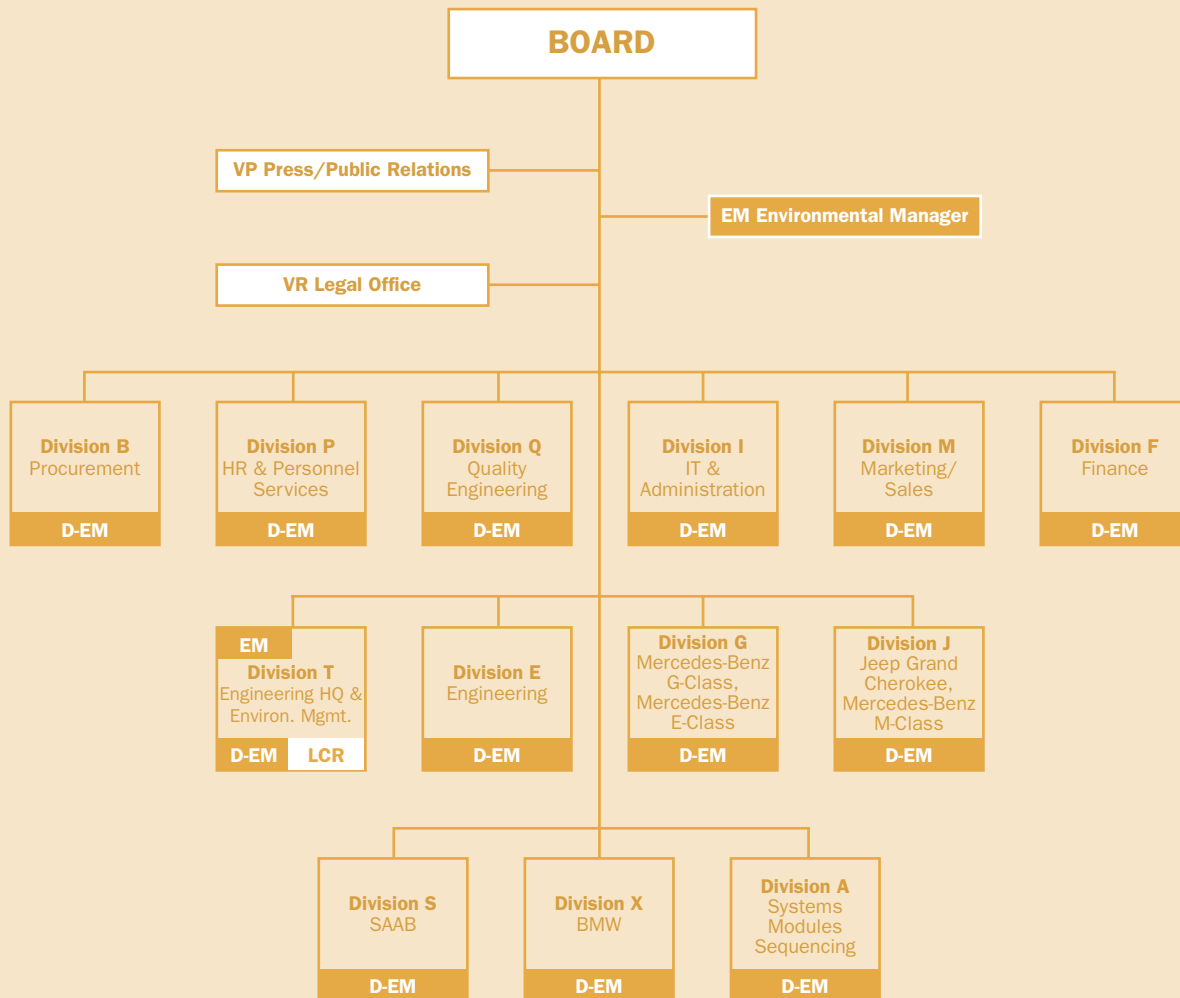 BOARD
VP Press/Public Relations
EM Environmental Manager
VR Legal Office
Division B
Procurement
D-EM
Division P
HR & Personnel
Services
D-EM
Division Q
Quality
Engineering
D-EM
Division I
IT &
Administration
D-EM
Division M
Marketing/
Sales
D-EM
Division F
Finance
D-EM
EM
Division T
Engineering HQ &
Environ. Mgmt.
D-EM LCR
Division E
Engineering
D-EM
Division G
Mercedes-Benz
G-Class,
Mercedes-Benz
E-Class
D-EM
Division J
Jeep Grand
Cherokee,
Mercedes-Benz
M-Class
D-EM
Division S
SAAB
D-EM
Division X
BMW
D-EM
Division A
Systems
Modules
Sequencing
D-EM